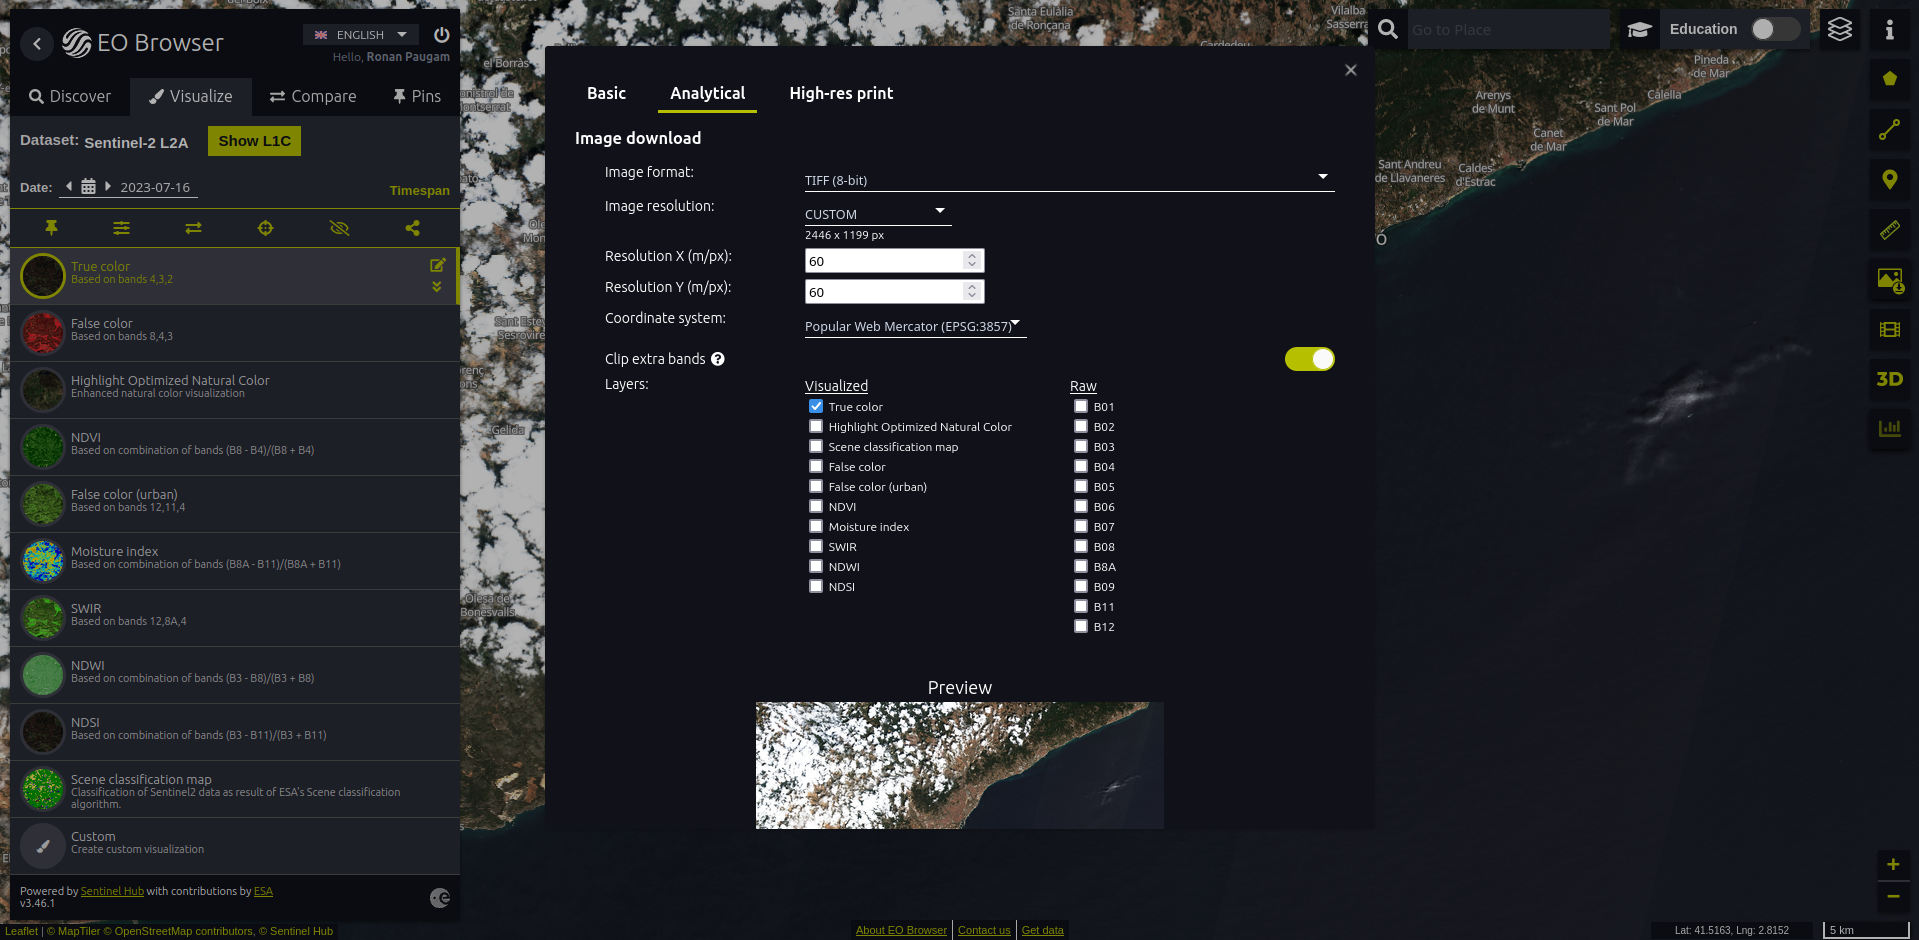 EO Browser
ENGLISH
Hello, Ronan Paugam
Discover
Visualize
Compare
Pins
Dataset: Sentinel-2 L2A
Show L1C
Date: 2023-07-16
Timespan
True color
Based on bands 4,3,2
False color
Based on bands 8,4,3
Highlight Optimized Natural Color
Enhanced natural color visualization
NDVI
Based on combination of bands (B8 - B4)/(B8 + B4)
False color (urban)
Based on bands 12,11,4
Moisture index
Based on combination of bands (B8A - B11)/(B8A + B11)
SWIR
Based on bands 12,8A,4
NDWI
Based on combination of bands (B3 - B8)/(B3 + B8)
NDSI
Based on combination of bands (B3 - B11)/(B3 + B11)
Scene classification map
Classification of Sentinel2 data as result of ESA's Scene classification
algorithm.
Custom
Create custom visualization
Powered by Sentinel Hub with contributions by ESA
v3.46.1
Leaflet | © MapTiler © OpenStreetMap contributors, © Sentinel Hub
el Borràs
Gelida
Olesa de
Bonesvalls
Santa Eulàlia
de Ronçana
Vilalba
Sasserra
Cardedeu
Basic
Analytical
High-res print
Image download
Image format:
TIFF (8-bit)
Image resolution:
CUSTOM
2446 x 1199 px
Resolution X (m/px):
60
Resolution Y (m/px):
60
Coordinate system:
Popular Web Mercator (EPSG:3857)
Clip extra bands
Layers:
Visualized
True color
Highlight Optimized Natural Color
Scene classification map
False color
False color (urban)
NDVI
Moisture index
SWIR
NDWI
NDSI
Raw
B01
B02
B03
B04
B05
B06
B07
B08
B8A
B09
B11
B12
Preview
Go to Place
Education
Pineda
de Mar
Calella
Arenys
de Munt
Sant Pol
de Mar
Canet
de Mar
Sant Andreu
de Llavaneres
Caldes
d'Estrac
3D
About EO Browser | Contact us | Get data
Lat: 41.5163, Lng: 2.8152
5 km